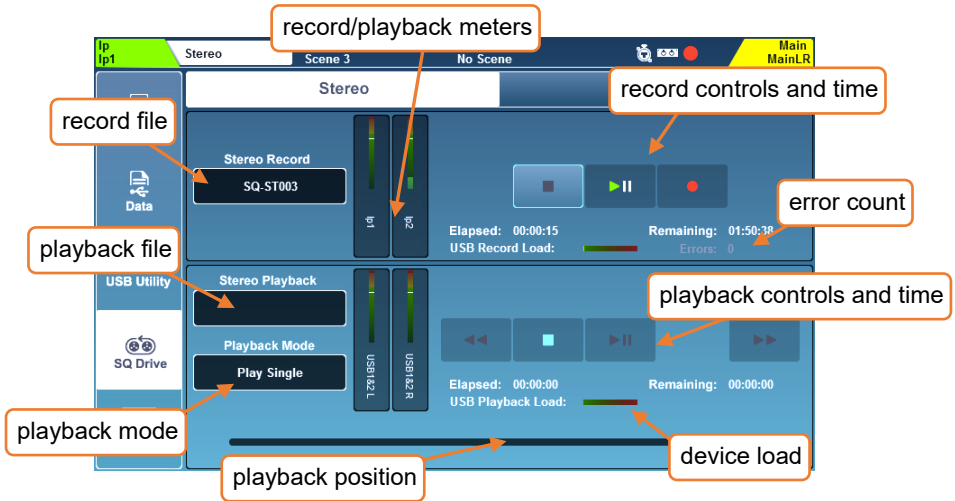 record/playback meters
Ip
Ip1
Stereo
Scene 3
No Scene
Main
MainLR
Stereo
record controls and time
record file
Stereo Record
SQ-ST003
Data
Ip1
Ip2
error count
Elapsed: 00:00:15
Remaining: 01:50:38
USB Record Load:
Errors: 0
playback file
USB Utility
Stereo Playback
playback controls and time
Playback Mode
SQ Drive
Play Single
USB1&2 L
USB1&2 R
Elapsed: 00:00:00
Remaining: 00:00:00
USB Playback Load:
playback mode
device load
playback position